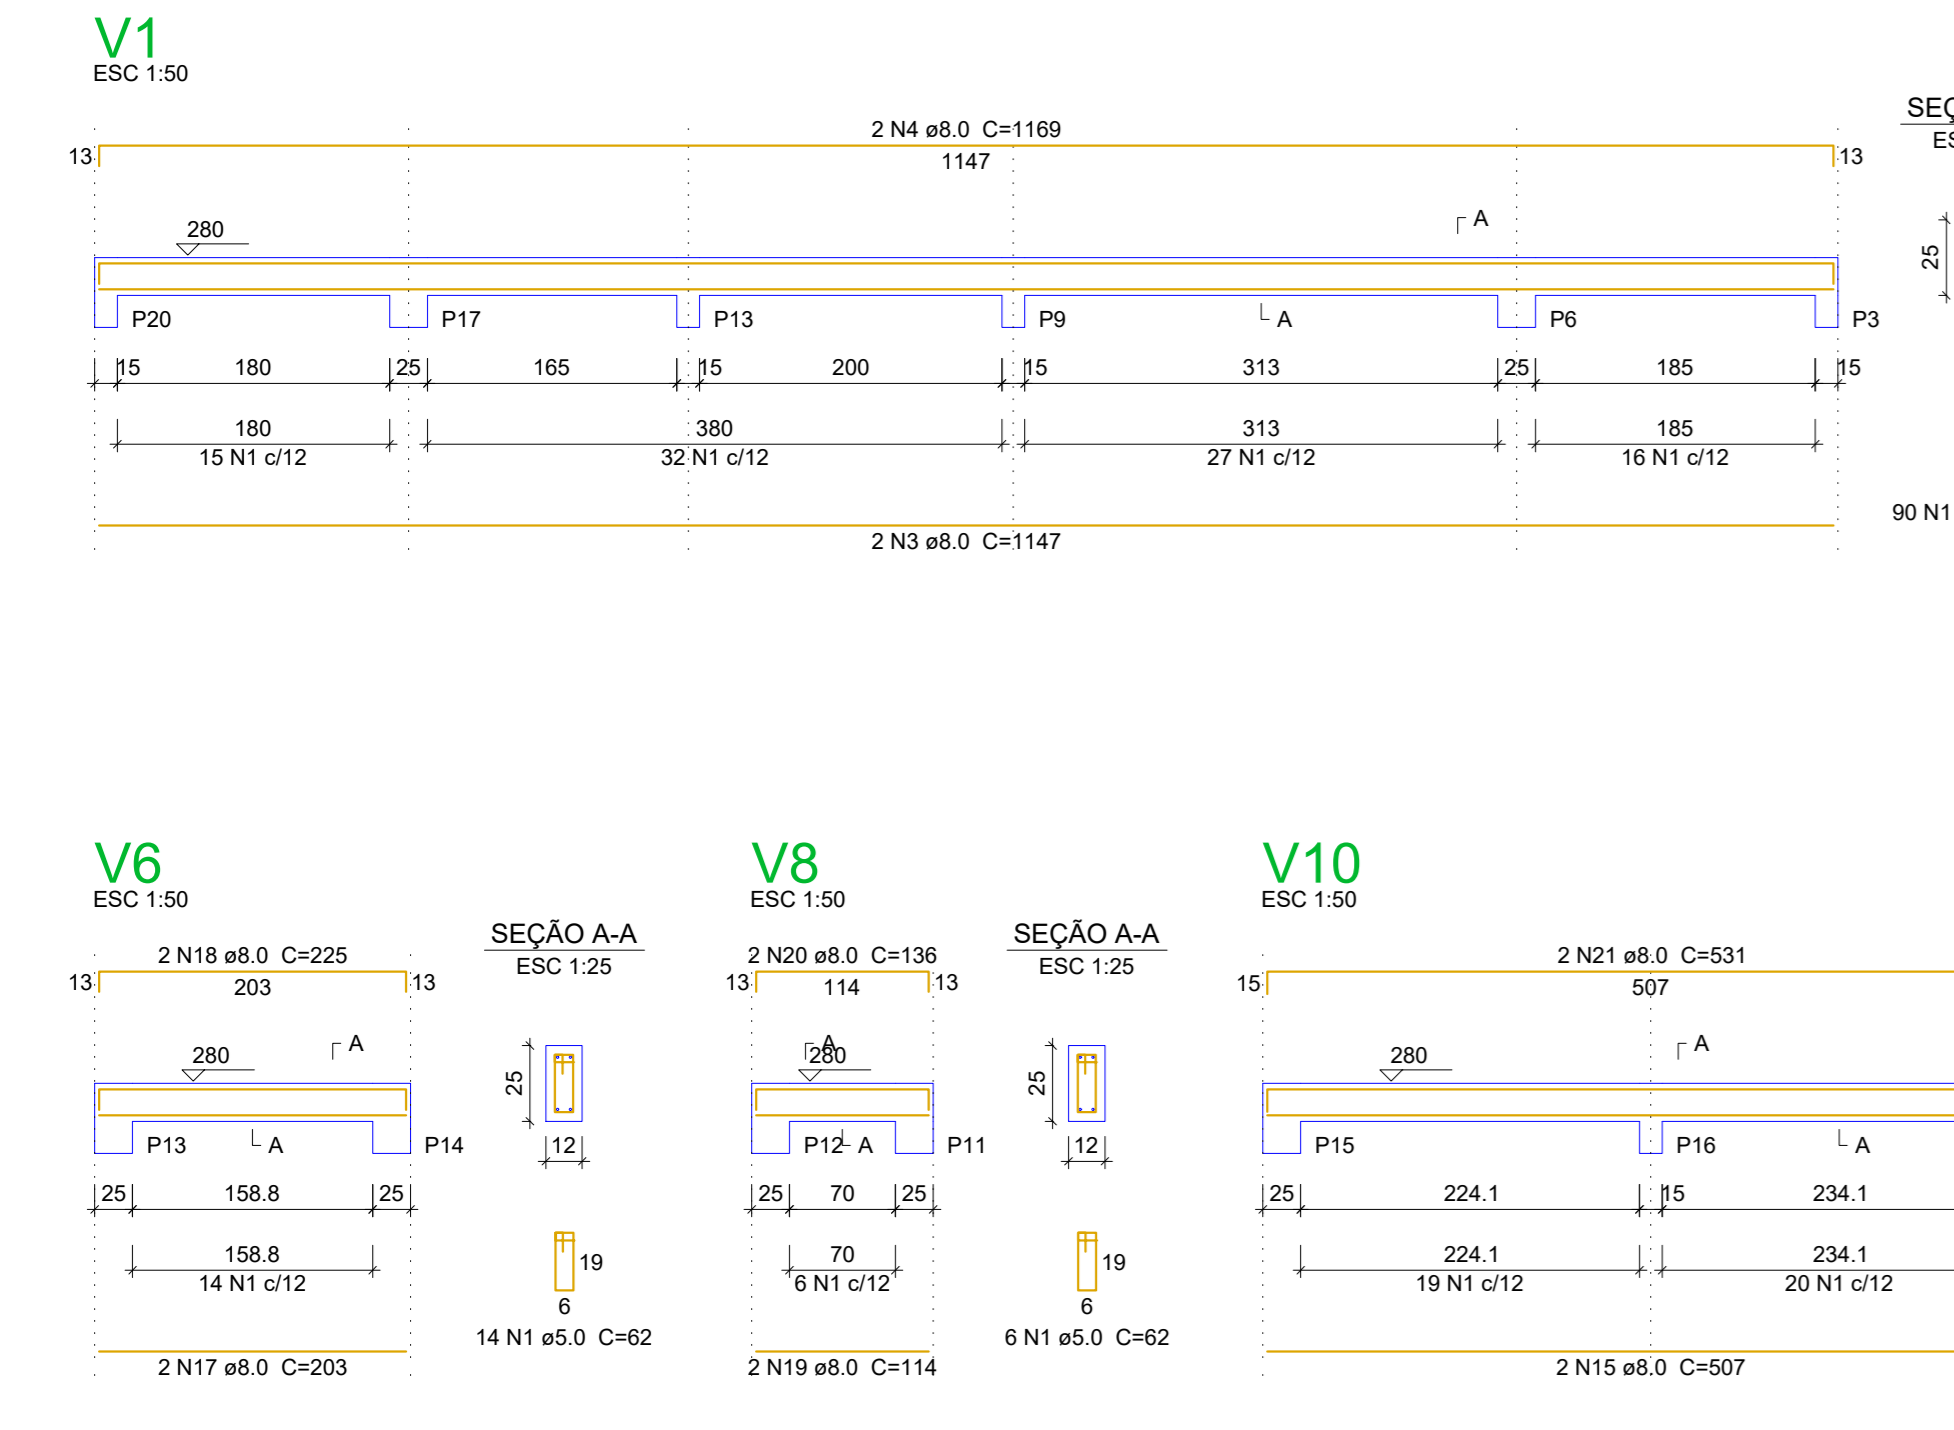 V1
ESC 1:50
SEÇ
ES
2 N4 ø8.0 C=1169
13 1147 13
A
280
25
P20 P17 P13 P9 A P6 P3
15 180 25 165 15 200 15 313 25 185 15
180 380 313 185
15 N1 c/12 32 N1 c/12 27 N1 c/12 16 N1 c/12
90 N1
2 N3 ø8.0 C=1147
V6
ESC 1:50
SEÇÃO A-A
ESC 1:25
2 N18 ø8.0 C=225
13 203 13
A
280
25
P13 A P14
12
25 158.8 25
158.8
14 N1 c/12
19
6
14 N1 ø5.0 C=62
2 N17 ø8.0 C=203
V8
ESC 1:50
SEÇÃO A-A
ESC 1:25
2 N20 ø8.0 C=136
13 114 13
A
280
25
P12 A P11
12
25 70 25
70
6 N1 c/12
19
6
6 N1 ø5.0 C=62
2 N19 ø8.0 C=114
V10
ESC 1:50
2 N21 ø8.0 C=531
15 507
A
280
P15 P16 A
25 224.1 15 234.1
224.1 234.1
19 N1 c/12 20 N1 c/12
2 N15 ø8.0 C=507